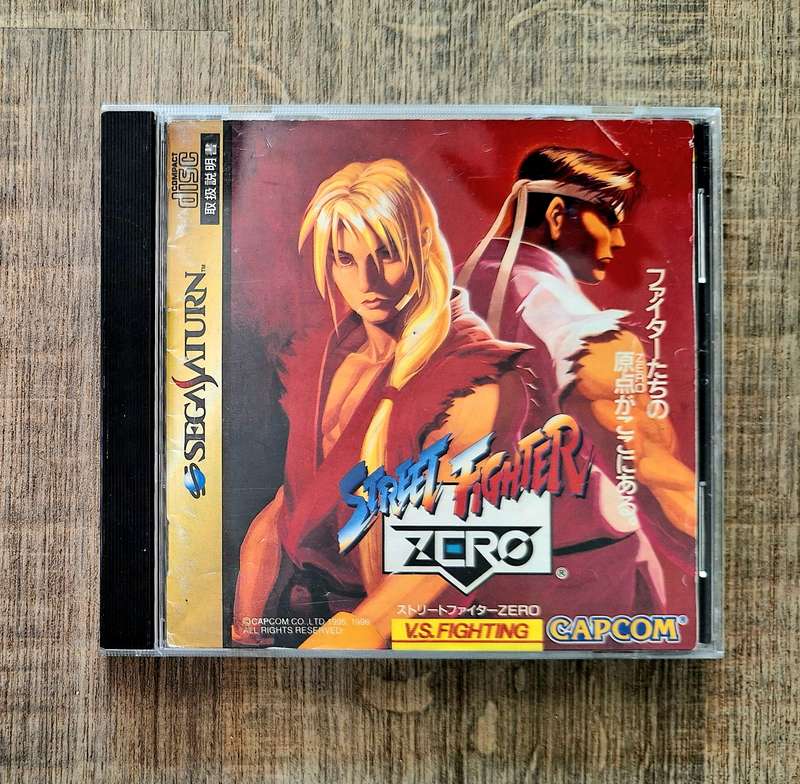 COMPACT
disc
取扱説明書
SEGA SATURN™
ファイターたちの
原点がここにある。
ZERO
STREET FIGHTER
ZERO
®
ストリートファイターZERO
V.S.FIGHTING
CAPCOM®
©CAPCOM CO.,LTD 1995, 1996
ALL RIGHTS RESERVED